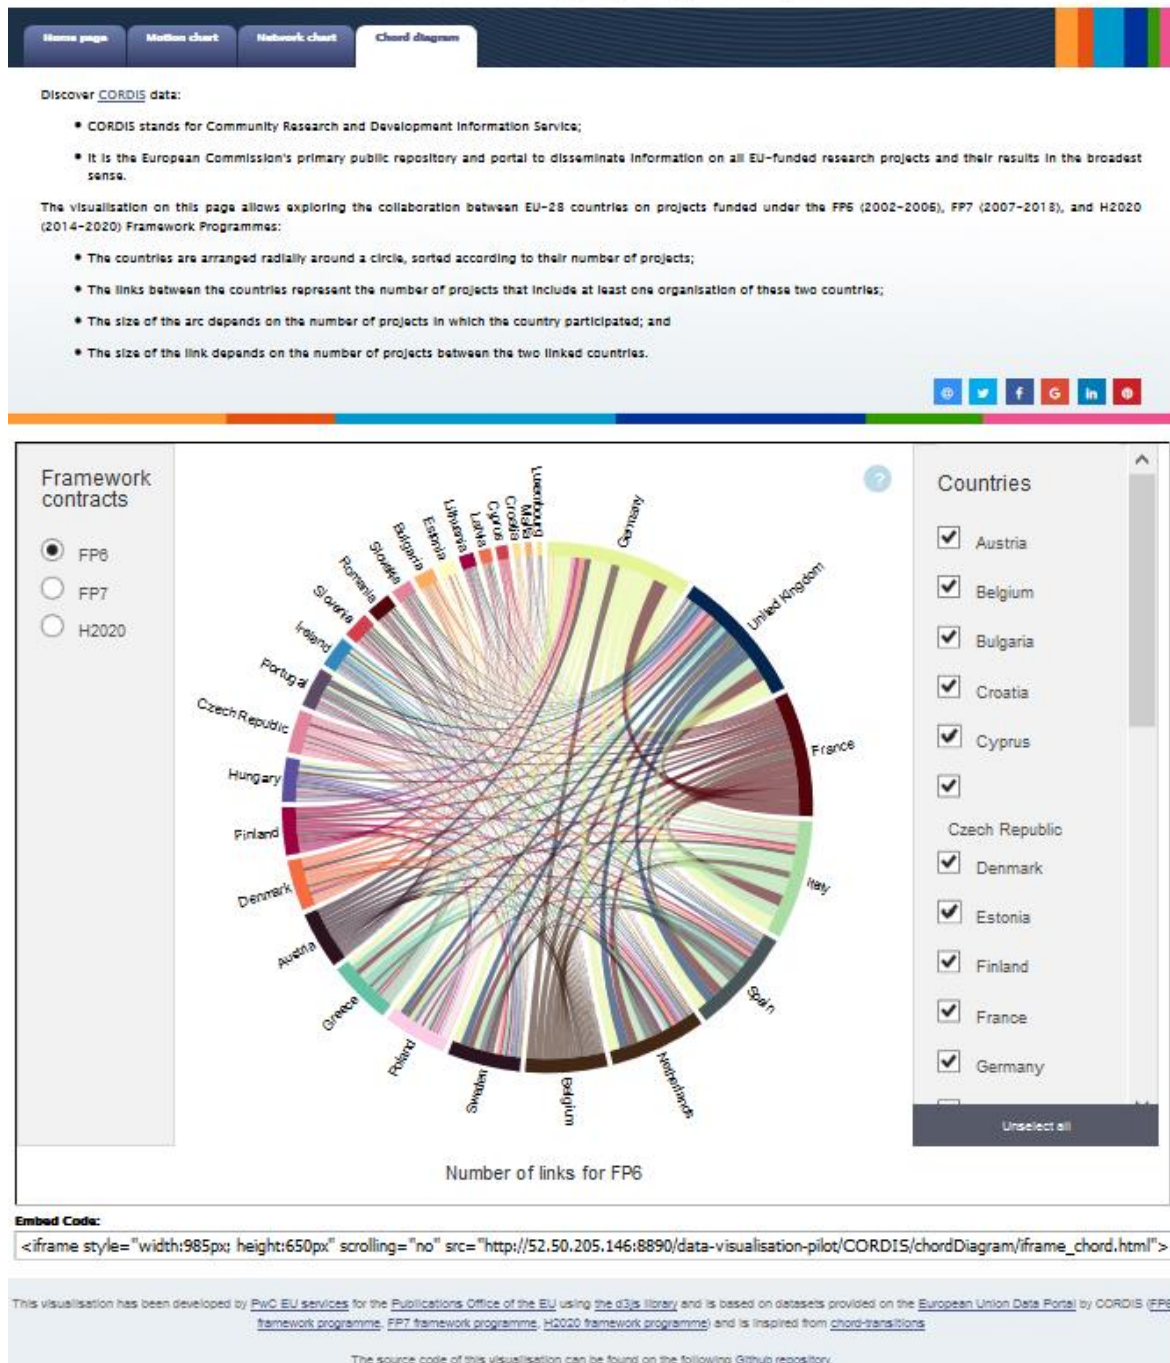 Home page
Motion chart
Network chart
Chord diagram
Discover CORDIS data:
• CORDIS stands for Community Research and Development Information Service;
• It is the European Commission's primary public repository and portal to disseminate information on all EU-funded research projects and their results in the broadest
sense.
The visualisation on this page allows exploring the collaboration between EU-28 countries on projects funded under the FP6 (2002-2006), FP7 (2007-2013), and H2020
(2014-2020) Framework Programmes:
• The countries are arranged radially around a circle, sorted according to their number of projects;
• The links between the countries represent the number of projects that include at least one organisation of these two countries;
• The size of the arc depends on the number of projects in which the country participated; and
• The size of the link depends on the number of projects between the two linked countries.
Framework
contracts
FP6
FP7
H2020
?
Germany
United Kingdom
France
Italy
Spain
Netherlands
Belgium
Sweden
Poland
Greece
Austria
Denmark
Finland
Hungary
Czech Republic
Portugal
Ireland
Slovenia
Romania
Slovakia
Bulgaria
Estonia
Lithuania
Latvia
Cyprus
Croatia
Malta
Luxembourg
Countries
Austria
Belgium
Bulgaria
Croatia
Cyprus
Czech Republic
Denmark
Estonia
Finland
France
Germany
Unselect all
Number of links for FP6
Embed Code:
<iframe style="width:985px; height:650px" scrolling="no" src="http://52.50.205.146:8890/data-visualisation-pilot/CORDIS/chordDiagram/iframe_chord.html">
This visualisation has been developed by PwC EU services for the Publications Office of the EU using the d3js library and is based on datasets provided on the European Union Data Portal by CORDIS (FP6
framework programme, FP7 framework programme, H2020 framework programme) and is inspired from chord-transitions
The source code of this visualisation can be found on the following Github repository